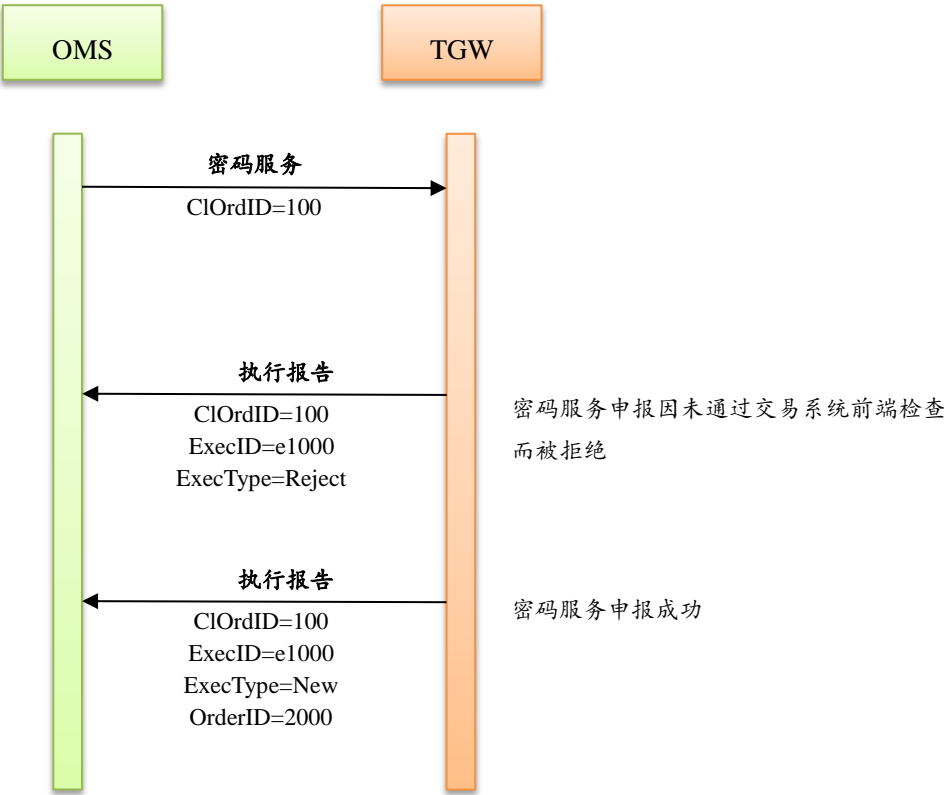 OMS
TGW
密码服务
ClOrdID=100
执行报告
ClOrdID=100
ExecID=e1000
ExecType=Reject
密码服务申报因未通过交易系统前端检查
而被拒绝
执行报告
ClOrdID=100
ExecID=e1000
ExecType=New
OrderID=2000
密码服务申报成功